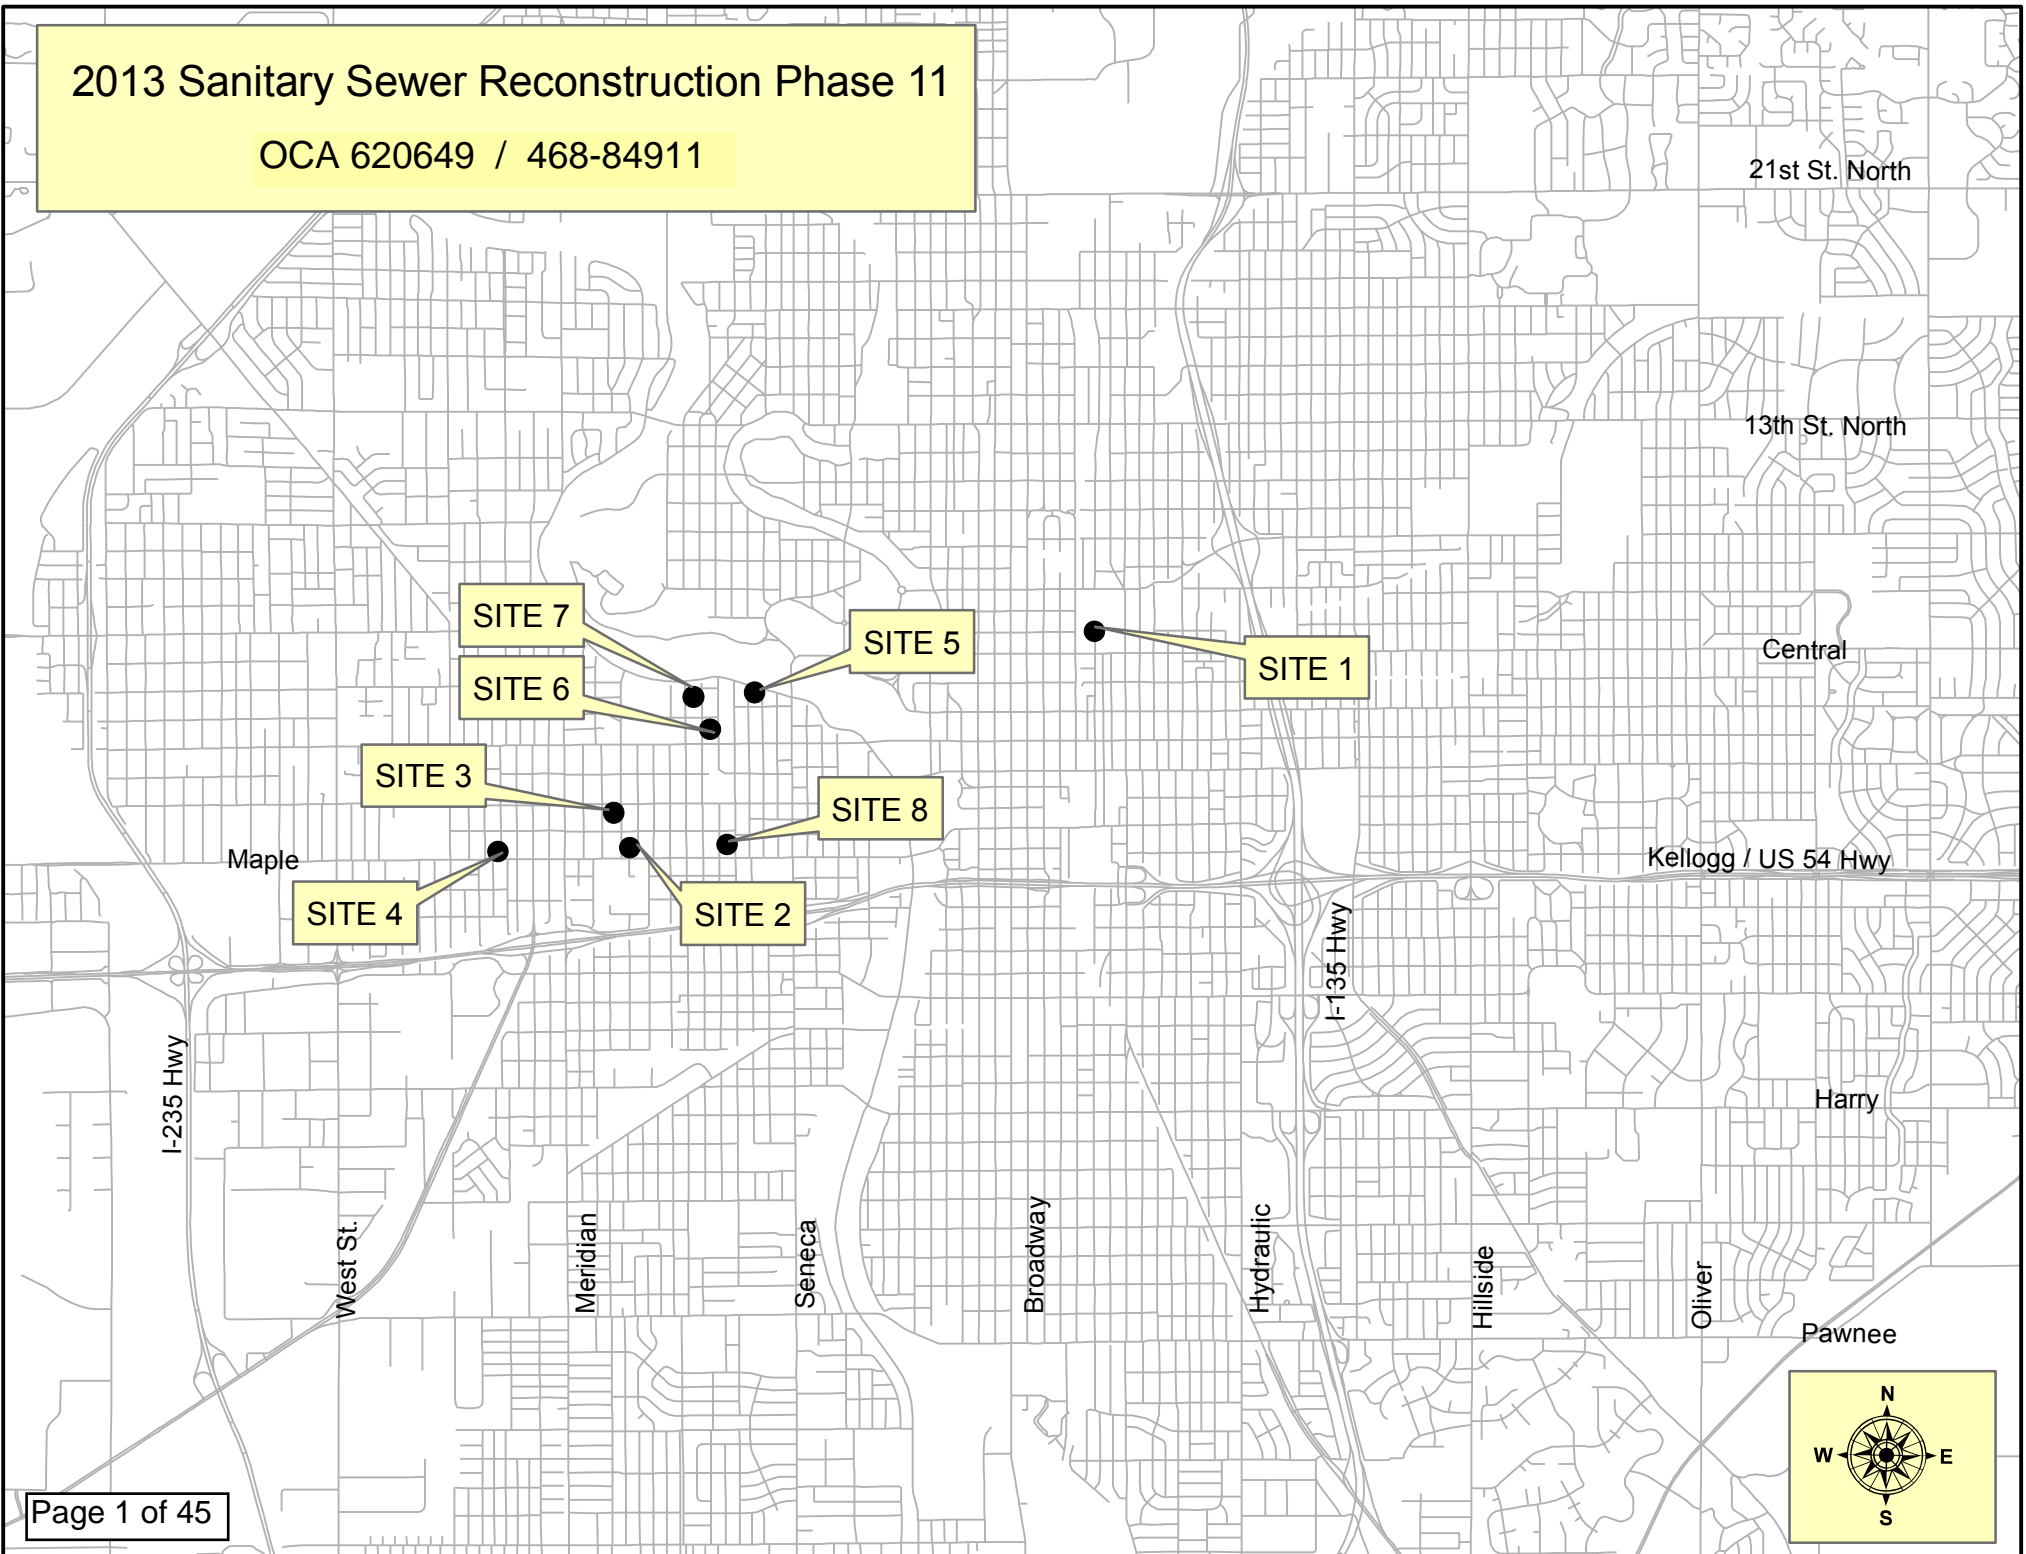 2013 Sanitary Sewer Reconstruction Phase 11
OCA 620649 / 468-84911
21st St. North
13th St. North
SITE 7
SITE 5
SITE 1
Central
SITE 6
SITE 3
SITE 8
Maple
Kellogg / US 54 Hwy
SITE 4
SITE 2
I-135 Hwy
I-235 Hwy
Harry
West St.
Meridian
Seneca
Broadway
Hydraulic
Hillside
Oliver
Pawnee
N
W E
S
Page 1 of 45